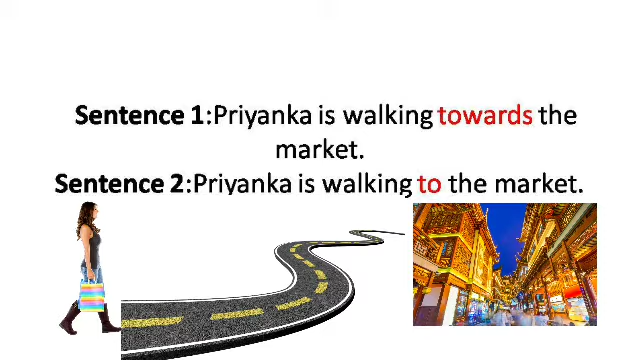 Sentence 1:Priyanka is walking towards the
market.
Sentence 2:Priyanka is walking to the market.